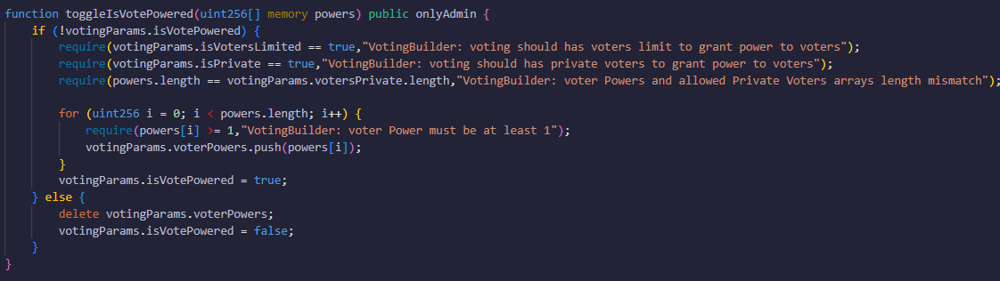 function toggleIsVotePowered(uint256[] memory powers) public onlyAdmin {
    if (!votingParams.isVotePowered) {
        require(votingParams.isVotersLimited == true,"VotingBuilder: voting should has voters limit to grant power to voters");
        require(votingParams.isPrivate == true,"VotingBuilder: voting should has private voters to grant power to voters");
        require(powers.length == votingParams.votersPrivate.length,"VotingBuilder: voter Powers and allowed Private Voters arrays length mismatch");

        for (uint256 i = 0; i < powers.length; i++) {
            require(powers[i] >= 1,"VotingBuilder: voter Power must be at least 1");
            votingParams.voterPowers.push(powers[i]);
        }
        votingParams.isVotePowered = true;
    } else {
        delete votingParams.voterPowers;
        votingParams.isVotePowered = false;
    }
}